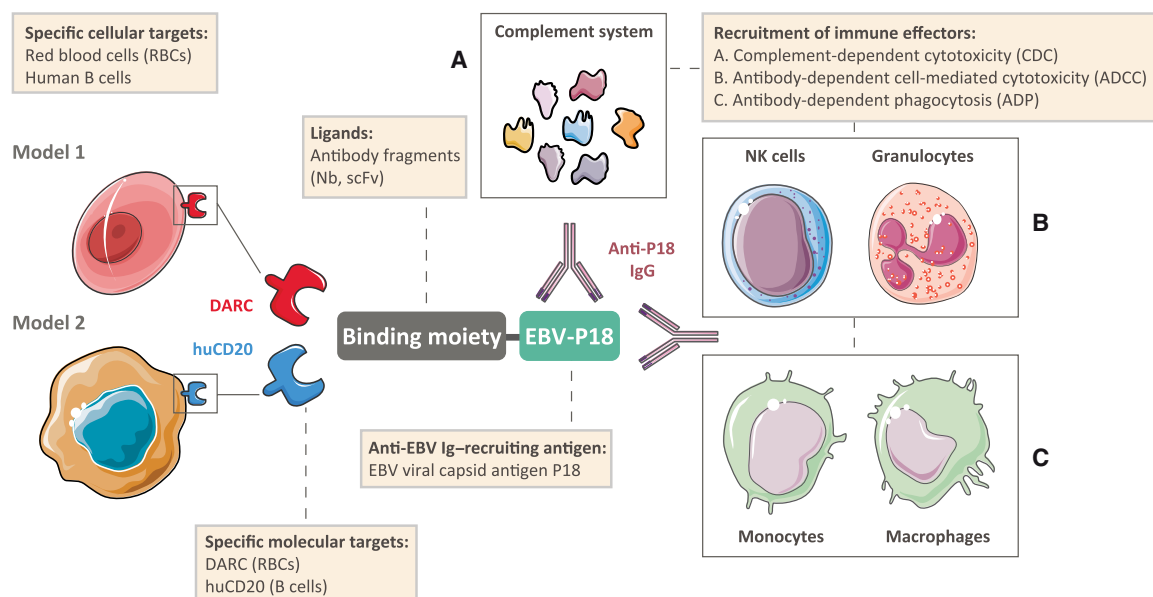 Specific cellular targets:
Red blood cells (RBCs)
Human B cells
Model 1
DARC
Model 2
huCD20
Ligands:
Antibody fragments
(Nb, scFv)
A
Complement system
Recruitment of immune effectors:
A. Complement-dependent cytotoxicity (CDC)
B. Antibody-dependent cell-mediated cytotoxicity (ADCC)
C. Antibody-dependent phagocytosis (ADP)
NK cells
Granulocytes
B
Anti-P18
IgG
Binding moiety
EBV-P18
Anti-EBV Ig–recruiting antigen:
EBV viral capsid antigen P18
C
Monocytes
Macrophages
Specific molecular targets:
DARC (RBCs)
huCD20 (B cells)